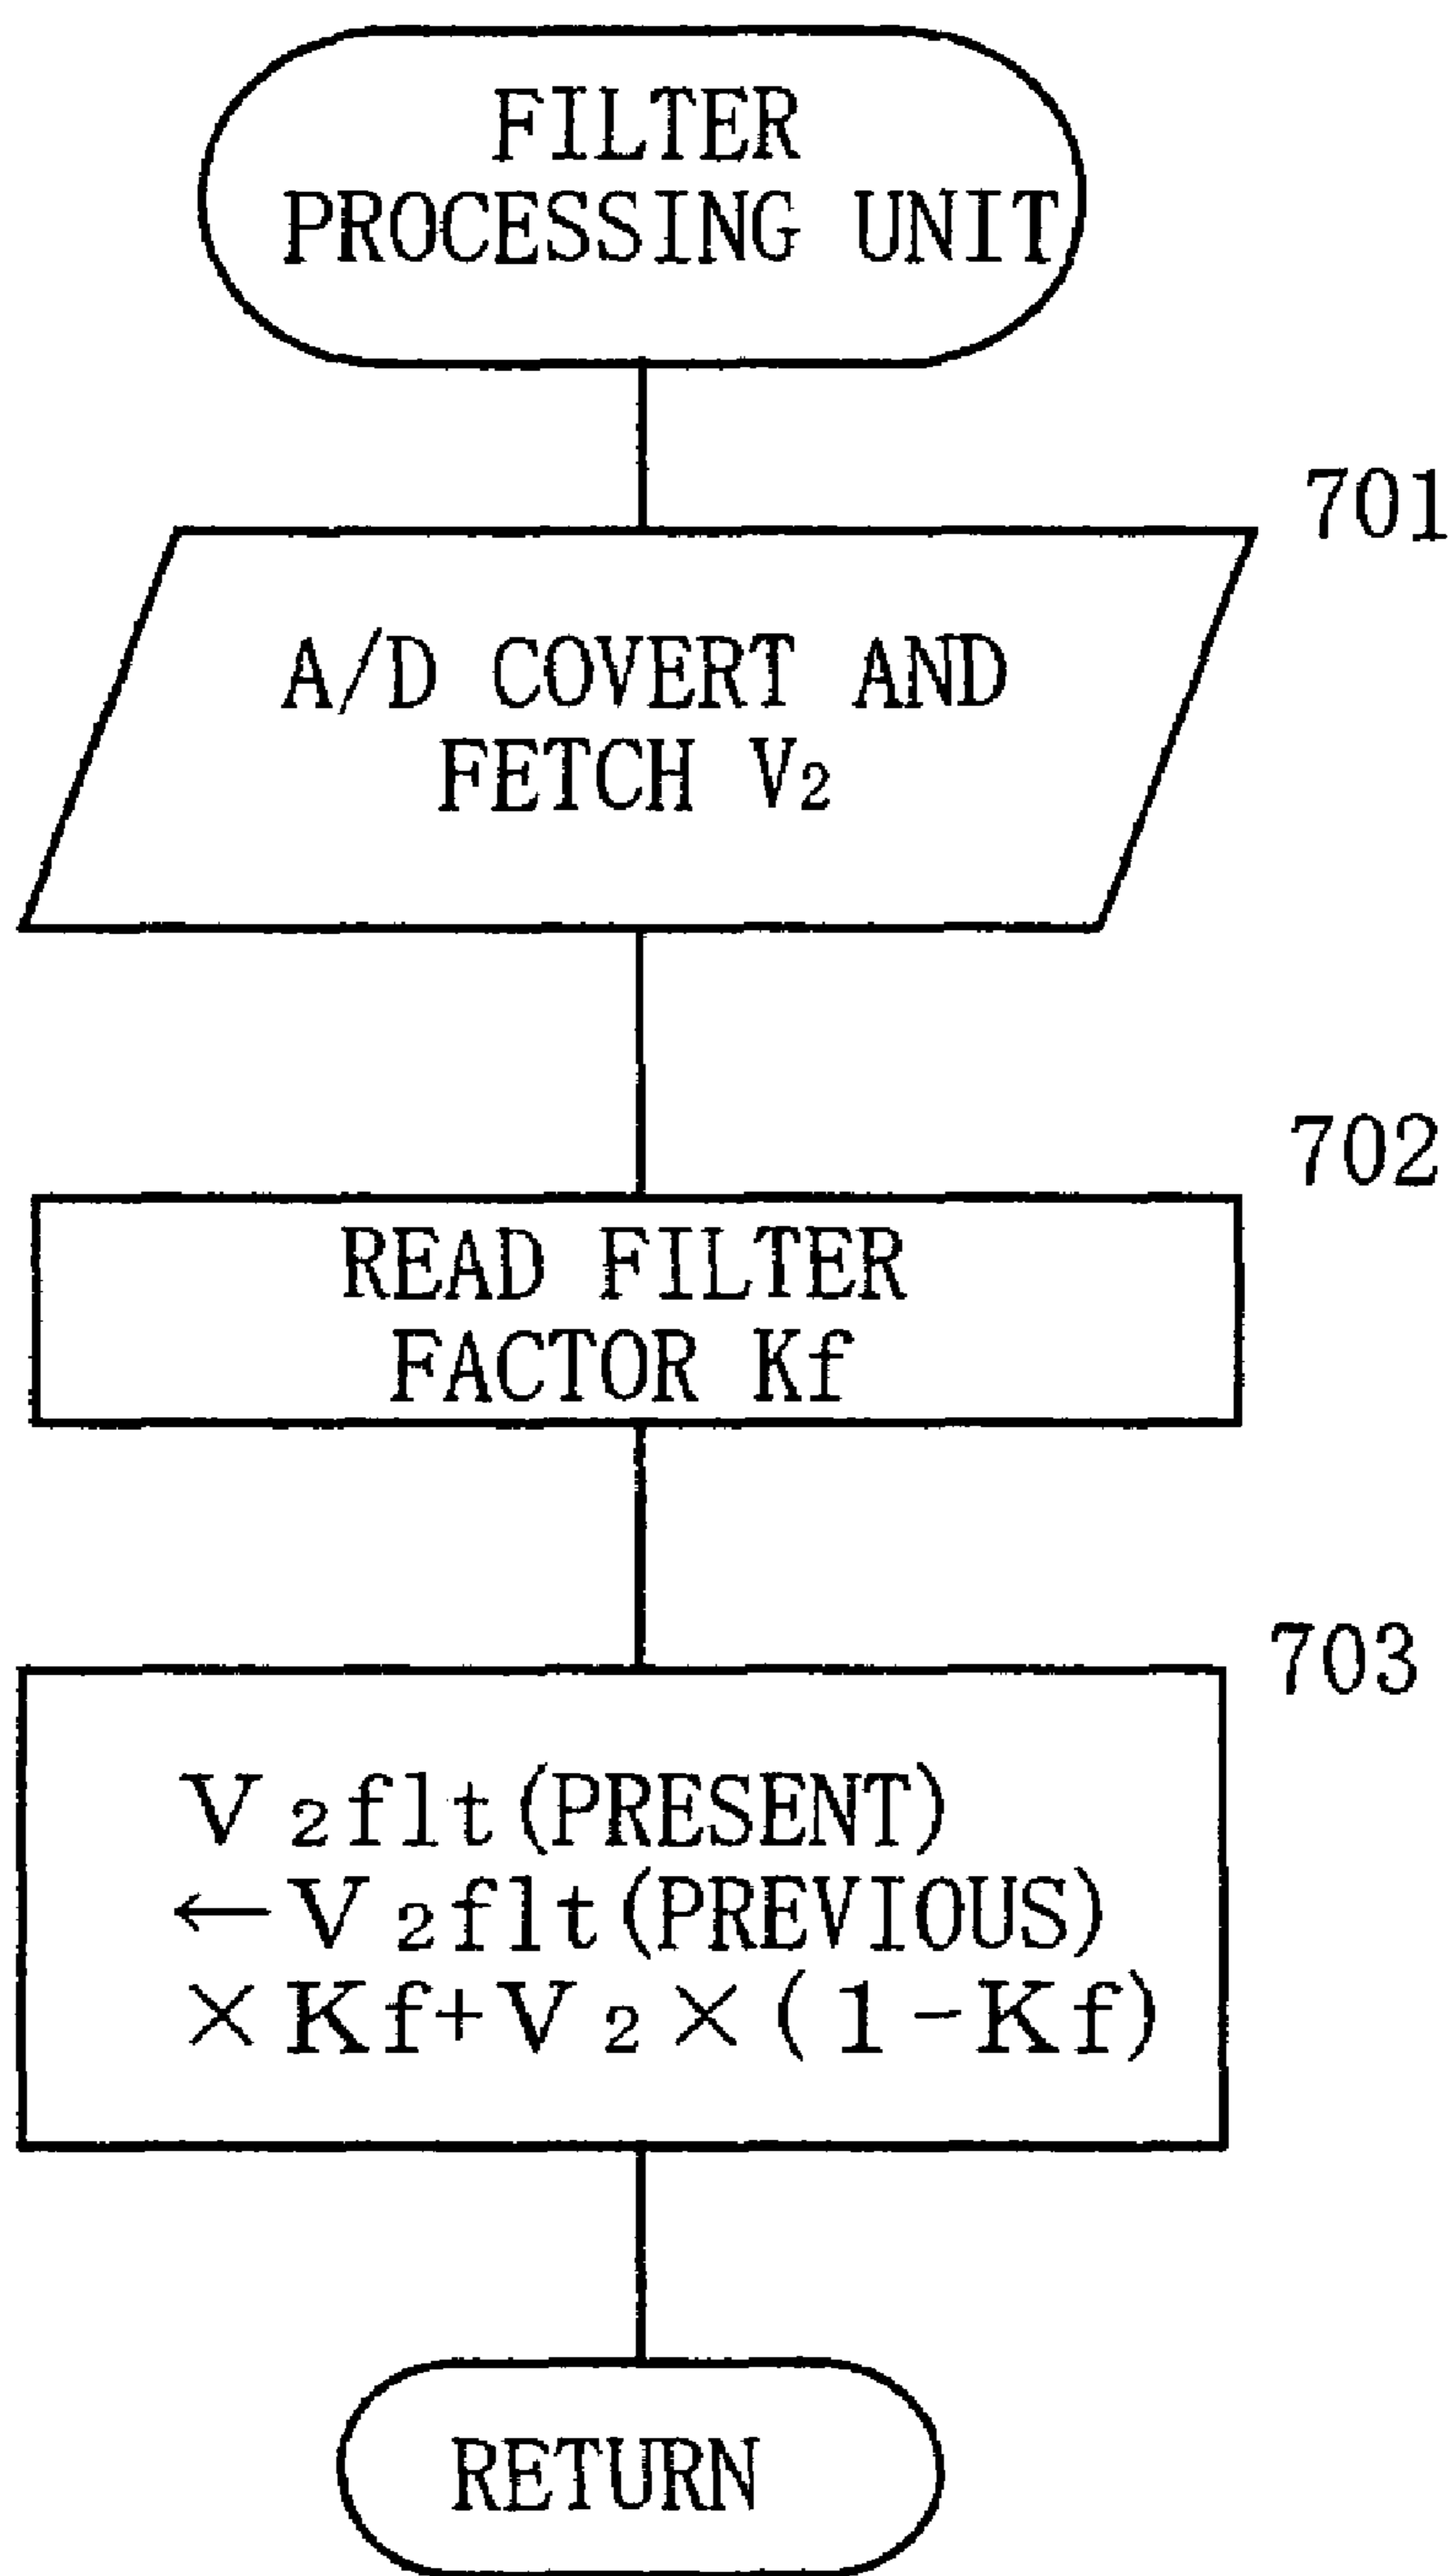 FILTER
PROCESSING UNIT
701
A/D COVERT AND
FETCH V₂
702
READ FILTER
FACTOR Kf
703
V₂flt(PRESENT)
←V₂flt(PREVIOUS)
×Kf+V₂×(1-Kf)
RETURN